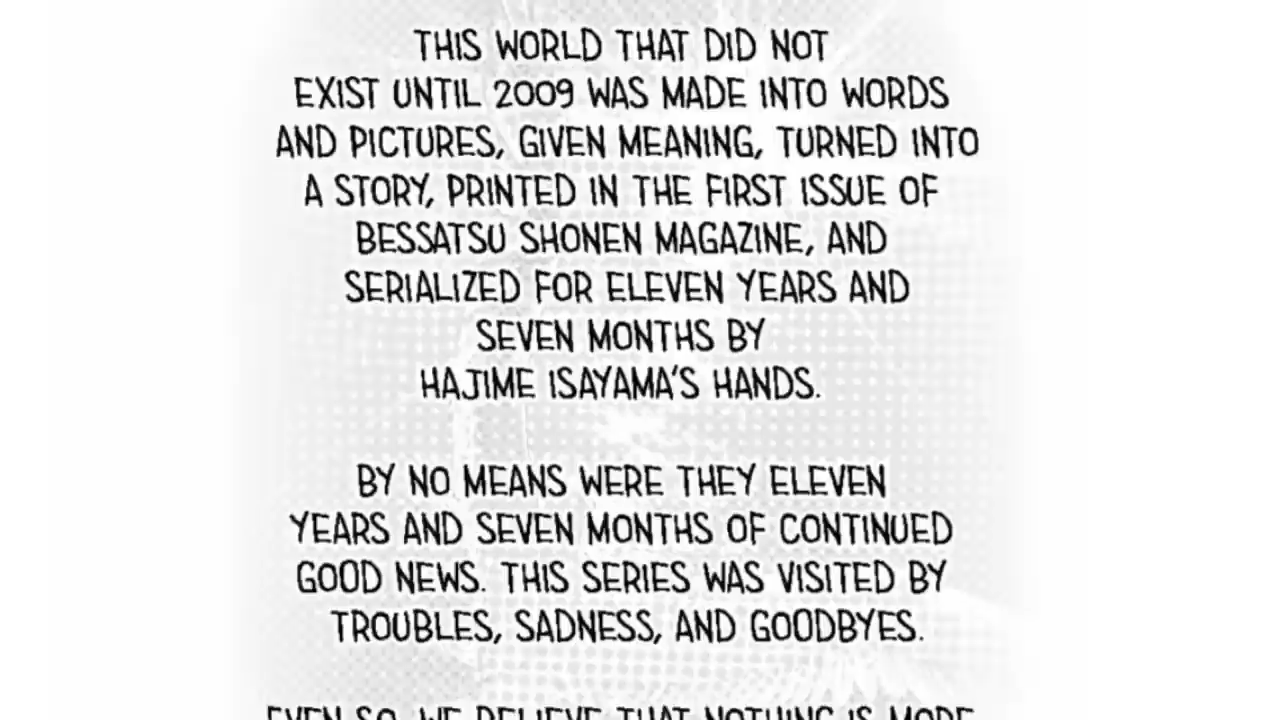 THIS WORLD THAT DID NOT
EXIST UNTIL 2009 WAS MADE INTO WORDS
AND PICTURES, GIVEN MEANING, TURNED INTO
A STORY, PRINTED IN THE FIRST ISSUE OF
BESSATSU SHONEN MAGAZINE, AND
SERIALIZED FOR ELEVEN YEARS AND
SEVEN MONTHS BY
HAJIME ISAYAMA'S HANDS.
BY NO MEANS WERE THEY ELEVEN
YEARS AND SEVEN MONTHS OF CONTINUED
GOOD NEWS. THIS SERIES WAS VISITED BY
TROUBLES, SADNESS, AND GOODBYES.
EVEN SO, WE BELIEVE THAT NOTHING IS MORE